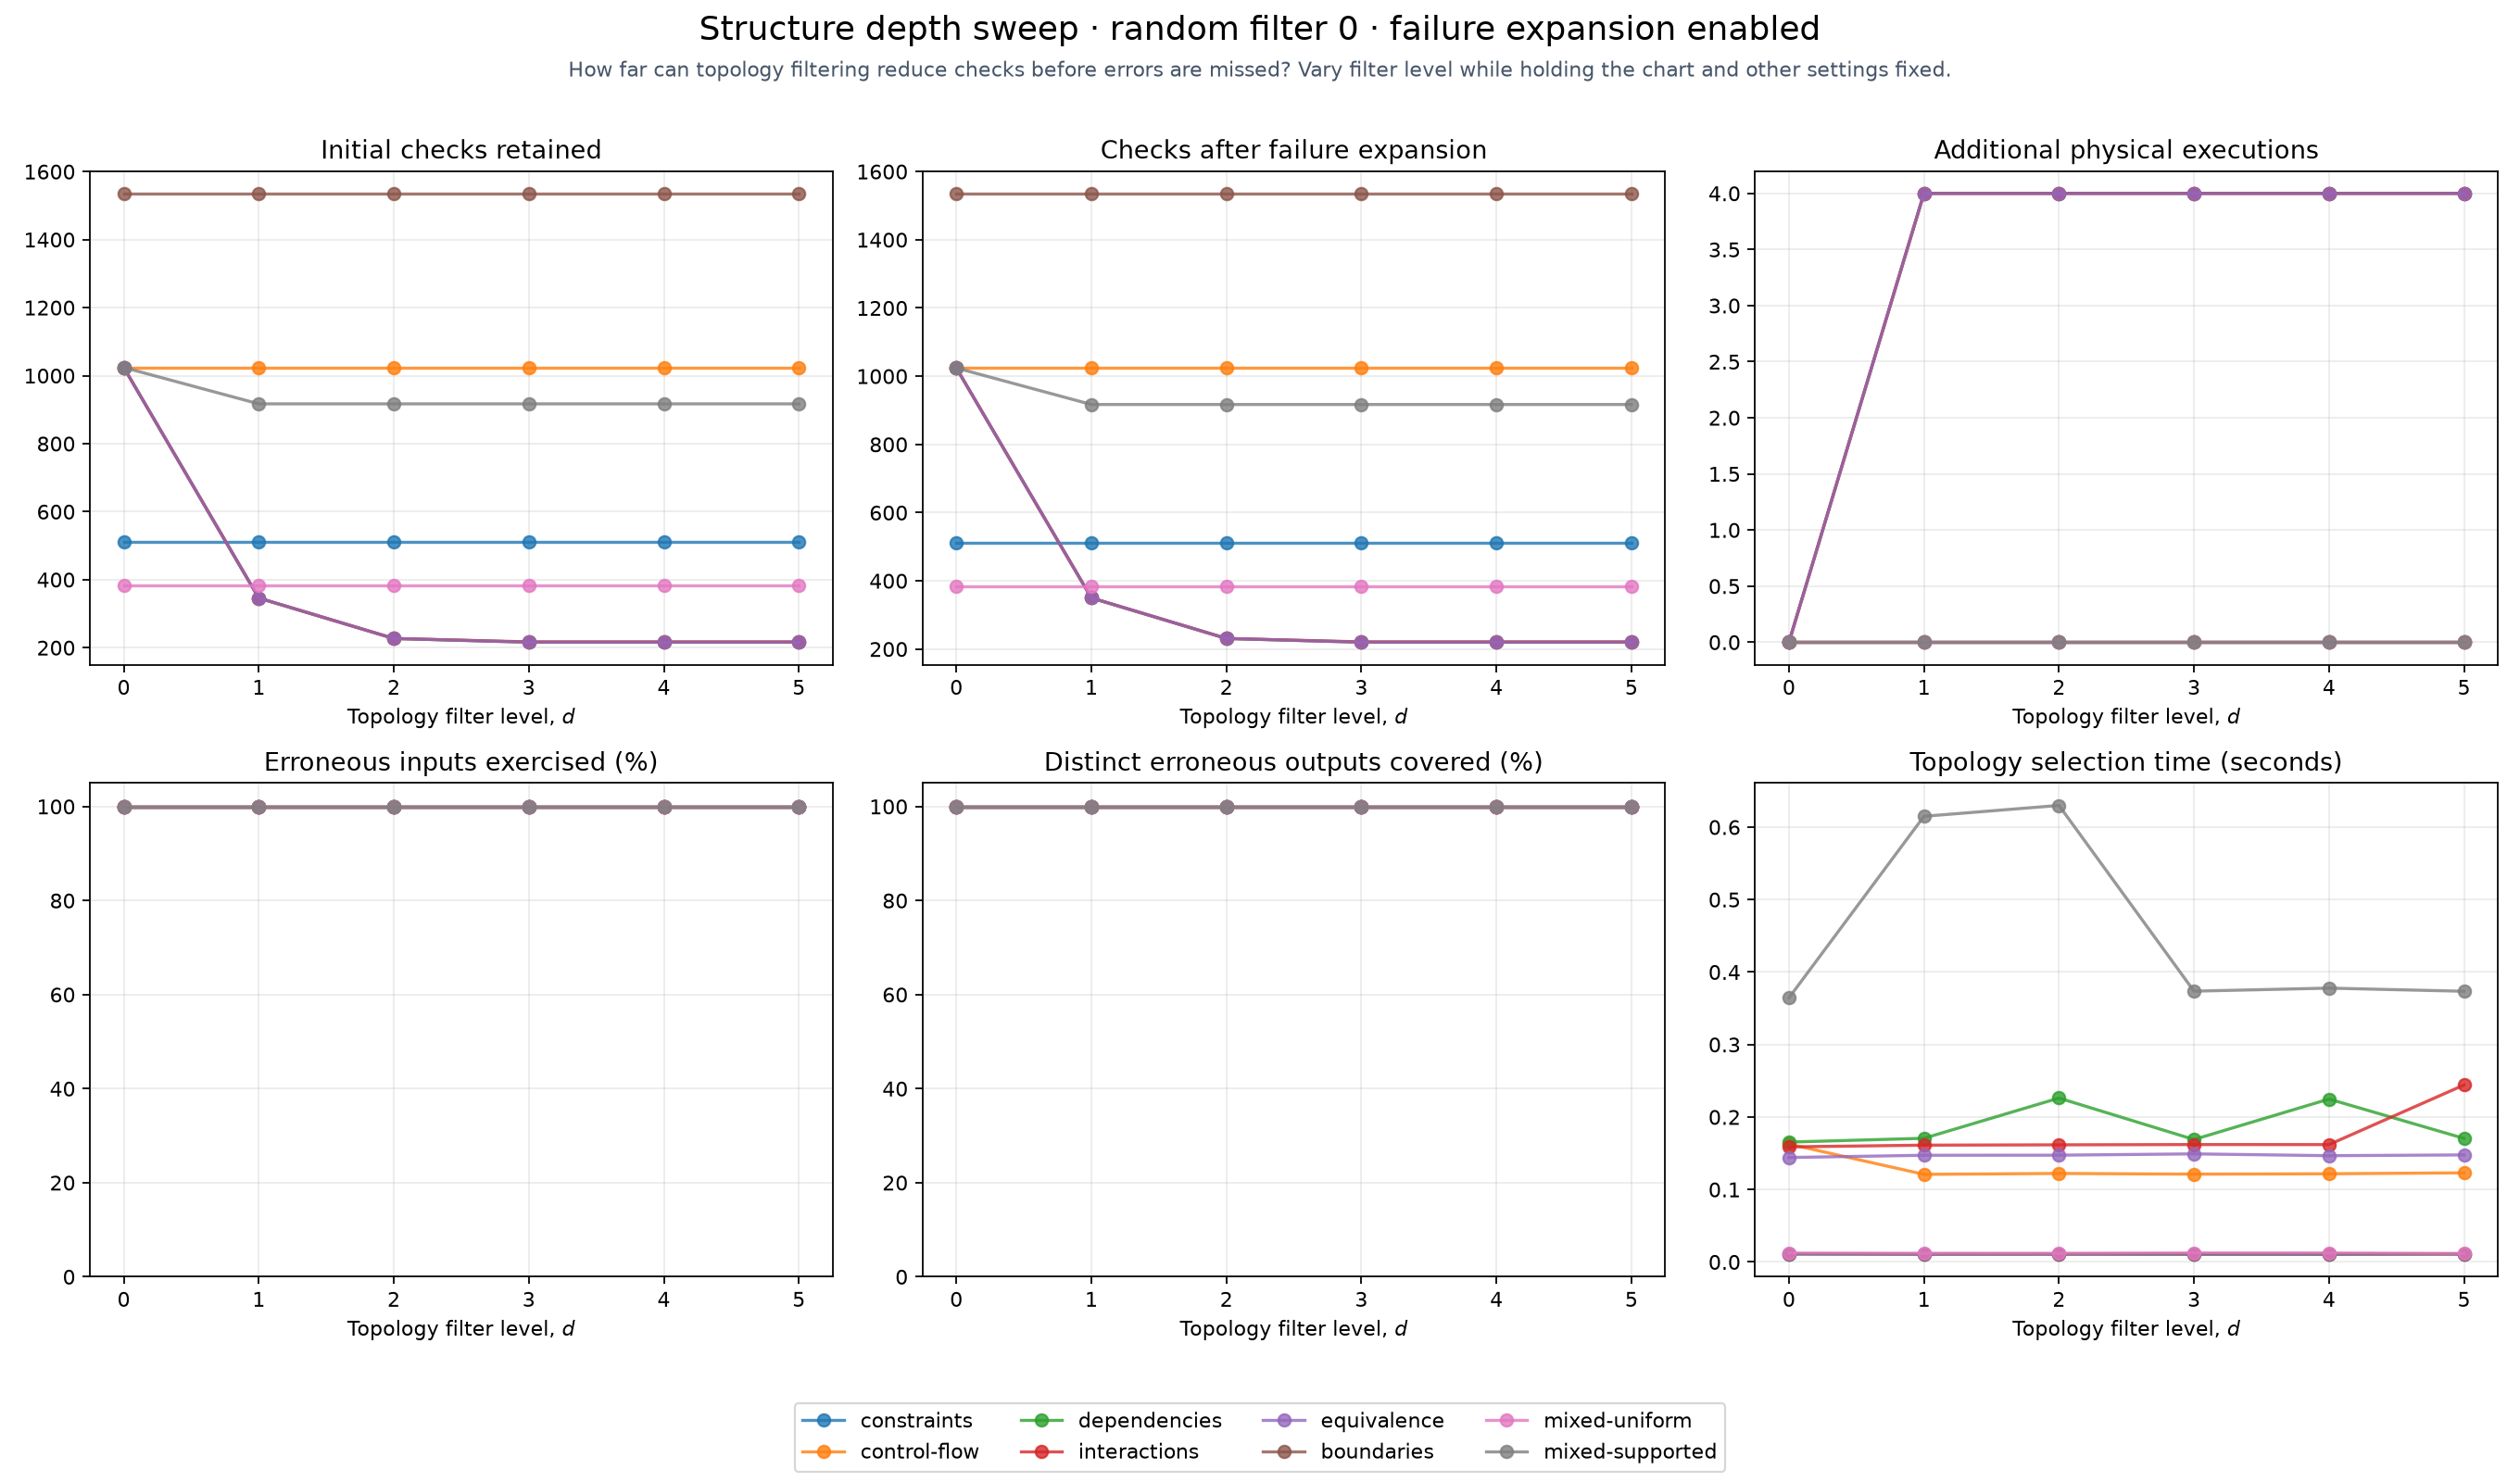 Structure depth sweep · random filter 0 · failure expansion enabled
How far can topology filtering reduce checks before errors are missed? Vary filter level while holding the chart and other settings fixed.
Initial checks retained
1600
1400
1200
1000
800
600
400
200
0 1 2 3 4 5
Topology filter level, d
Checks after failure expansion
1600
1400
1200
1000
800
600
400
200
0 1 2 3 4 5
Topology filter level, d
Additional physical executions
4.0
3.5
3.0
2.5
2.0
1.5
1.0
0.5
0.0
0 1 2 3 4 5
Topology filter level, d
Erroneous inputs exercised (%)
100
80
60
40
20
0
0 1 2 3 4 5
Topology filter level, d
Distinct erroneous outputs covered (%)
100
80
60
40
20
0
0 1 2 3 4 5
Topology filter level, d
Topology selection time (seconds)
0.6
0.5
0.4
0.3
0.2
0.1
0.0
0 1 2 3 4 5
Topology filter level, d
constraints
control-flow
dependencies
interactions
equivalence
boundaries
mixed-uniform
mixed-supported